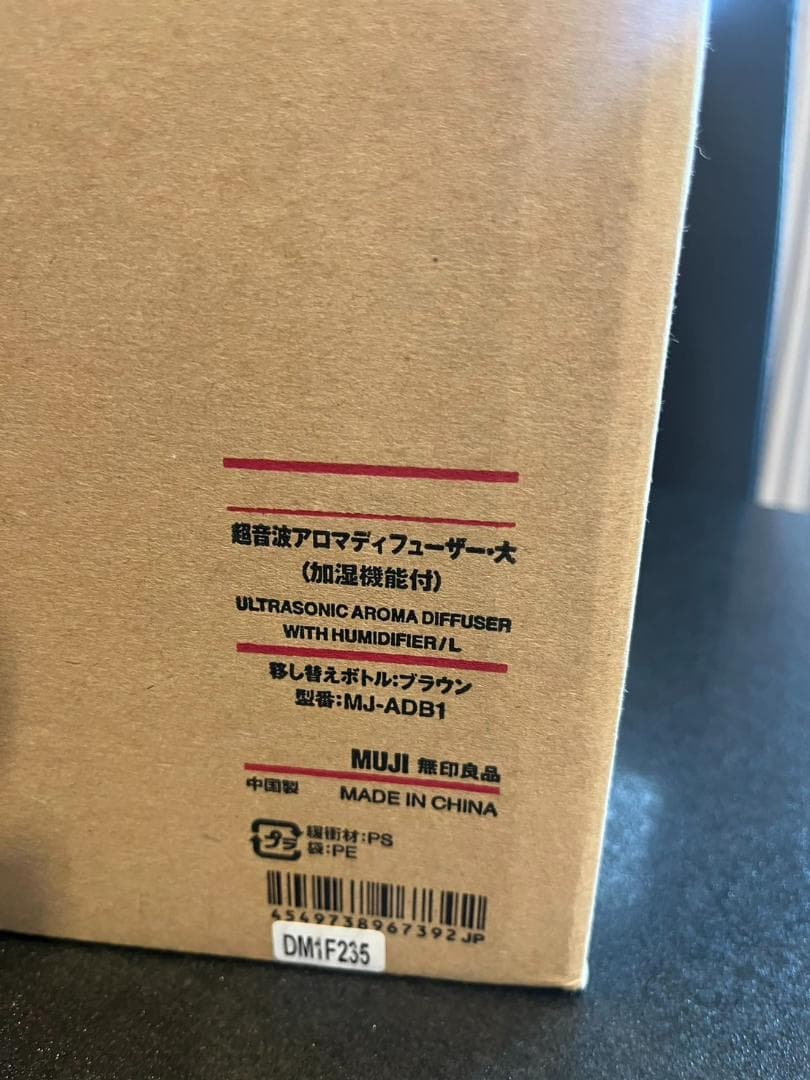 超音波アロマディフューザー・大
(加湿機能付)
ULTRASONIC AROMA DIFFUSER
WITH HUMIDIFIER/L
移し替えボトル:ブラウン
型番:MJ-ADB1
MUJI 無印良品
中国製 MADE IN CHINA
プラ 緩衝材:PS
袋:PE
4549738967392 JP
DM1F235